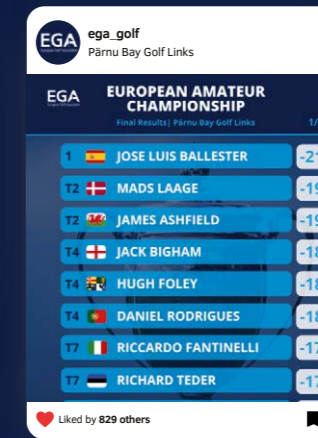 EGA
ega_golf
Pärnu Bay Golf Links
EGA
EUROPEAN AMATEUR
CHAMPIONSHIP
Final Results| Pärnu Bay Golf Links
1/
1 JOSE LUIS BALLESTER -21
T2 MADS LAAGE -19
T2 JAMES ASHFIELD -19
T4 JACK BIGHAM -18
T4 HUGH FOLEY -18
T4 DANIEL RODRIGUES -18
T7 RICCARDO FANTINELLI -17
T7 RICHARD TEDER -17
Liked by 829 others